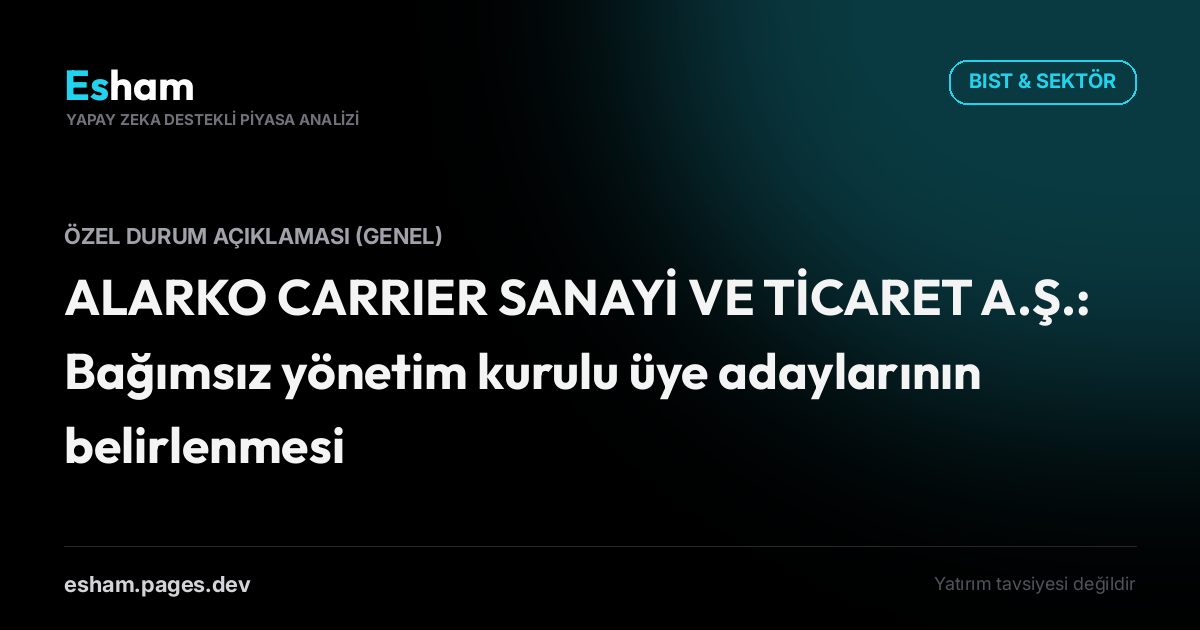 Esham
YAPAY ZEKA DESTEKLİ PİYASA ANALİZİ
BIST & SEKTÖR
ÖZEL DURUM AÇIKLAMASI (GENEL)
ALARKO CARRIER SANAYİ VE TİCARET A.Ş.:
Bağımsız yönetim kurulu üye adaylarının
belirlenmesi
esham.pages.dev
Yatırım tavsiyesi değildir